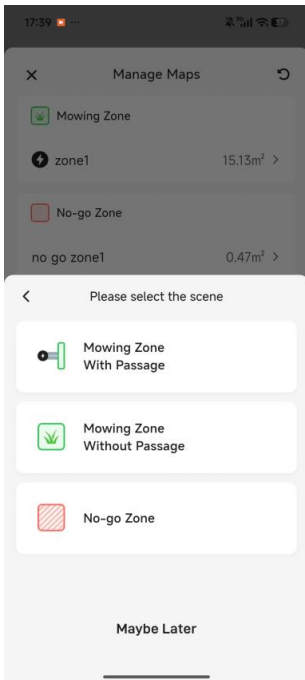 17:39
Manage Maps
Mowing Zone
zone1 15.13m²
No-go Zone
no go zone1 0.47m²
Please select the scene
Mowing Zone
With Passage
Mowing Zone
Without Passage
No-go Zone
Maybe Later